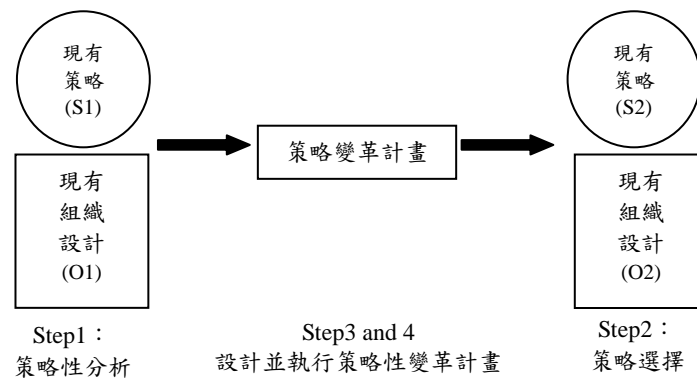 現有
策略
(S1)
現有
組織
設計
(O1)
Step1：
策略性分析
策略變革計畫
Step3 and 4
設計並執行策略性變革計畫
現有
策略
(S2)
現有
組織
設計
(O2)
Step2：
策略選擇